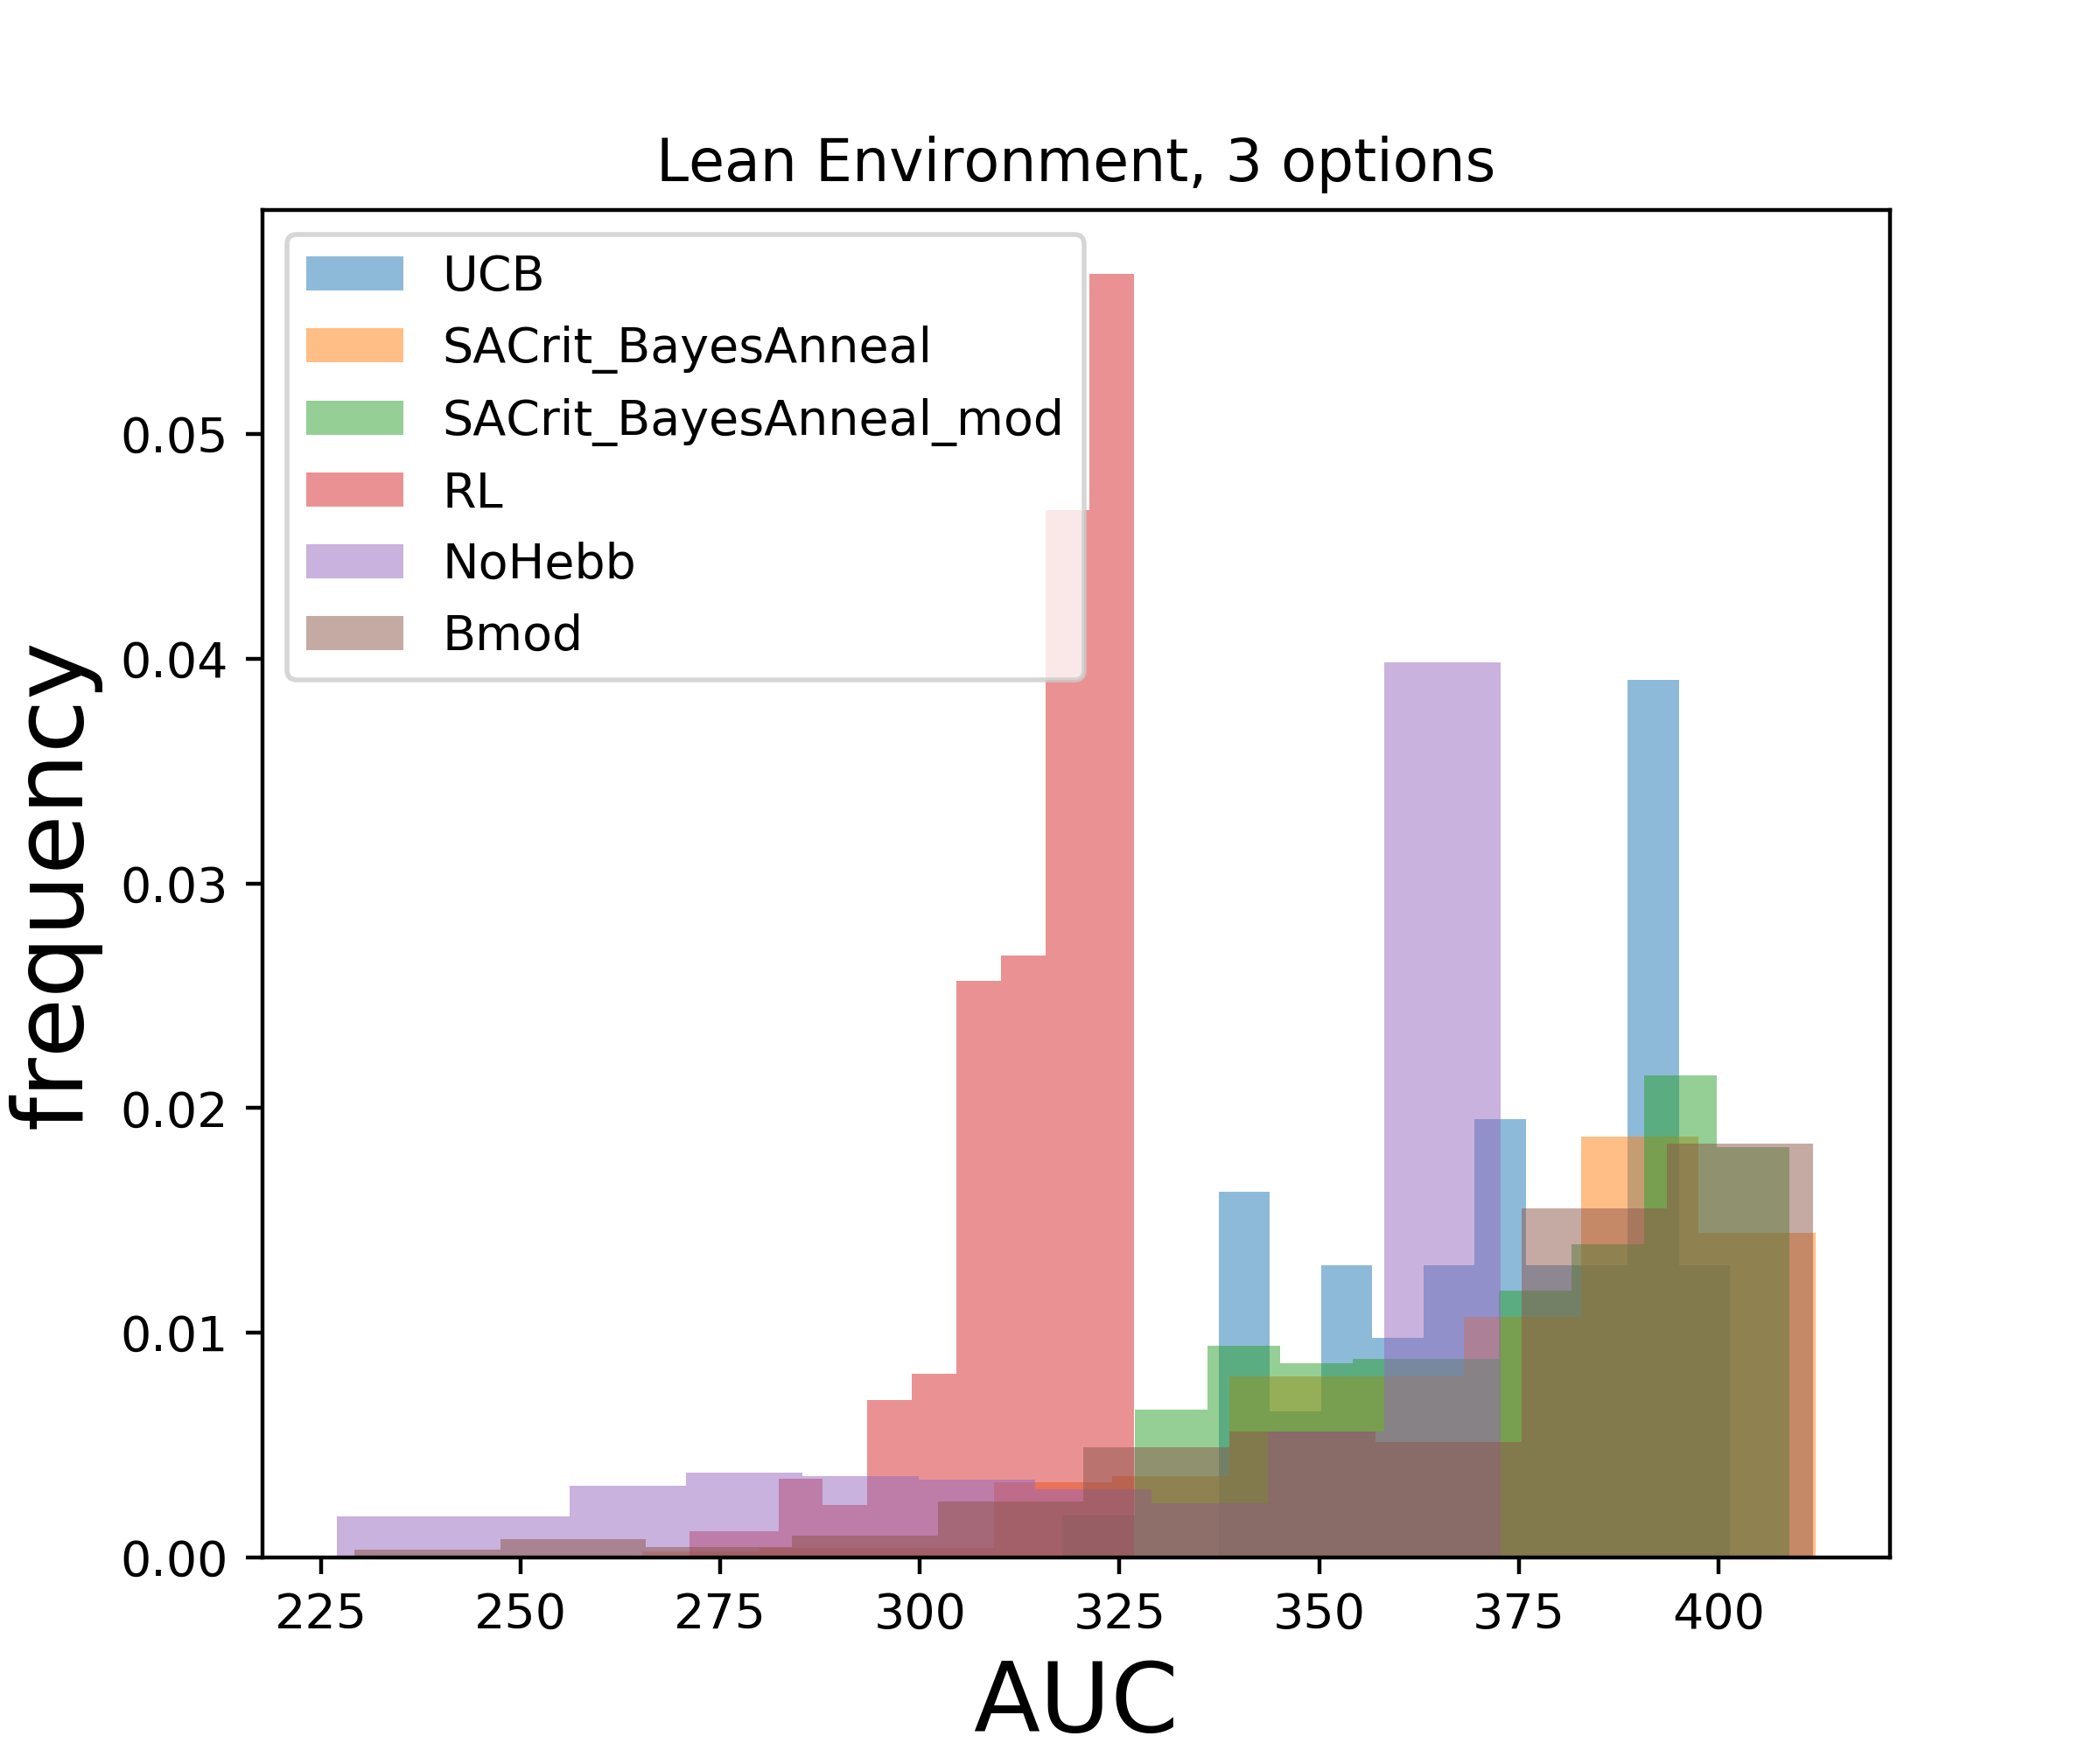 Lean Environment, 3 options
UCB
SACrit_BayesAnneal
SACrit_BayesAnneal_mod
RL
NoHebb
Bmod
frequency
0.05
0.04
0.03
0.02
0.01
0.00
225 250 275 300 325 350 375 400
AUC